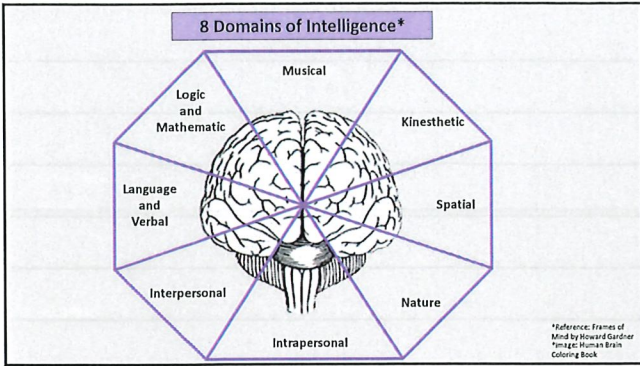 8 Domains of Intelligence*
Musical
Logic
and
Mathematic
Kinesthetic
Language
and
Verbal
Spatial
Interpersonal
Nature
Intrapersonal
*Reference: Frames of
Mind by Howard Gardner
*Image: Human Brain
Coloring Book